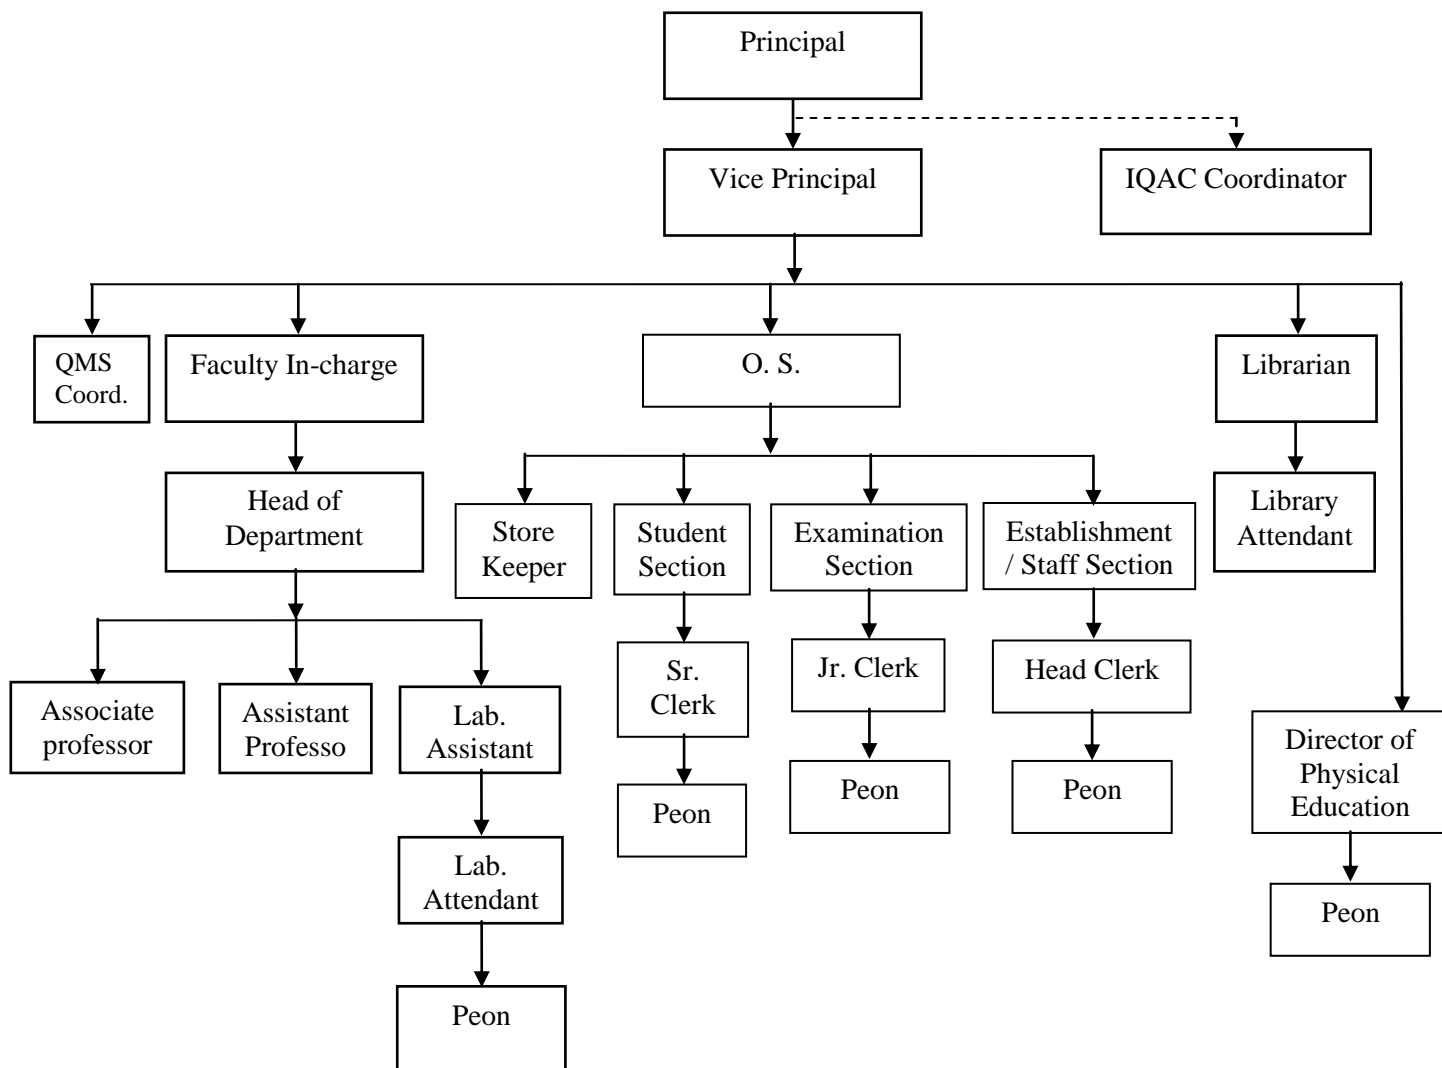 Principal
Vice Principal
IQAC Coordinator
QMS
Coord.
Faculty In-charge
O. S.
Librarian
Head of
Department
Store
Keeper
Student
Section
Examination
Section
Establishment
/ Staff Section
Library
Attendant
Associate
professor
Assistant
Professo
Lab.
Assistant
Sr.
Clerk
Jr. Clerk
Head Clerk
Director of
Physical
Education
Peon
Peon
Peon
Lab.
Attendant
Peon
Peon